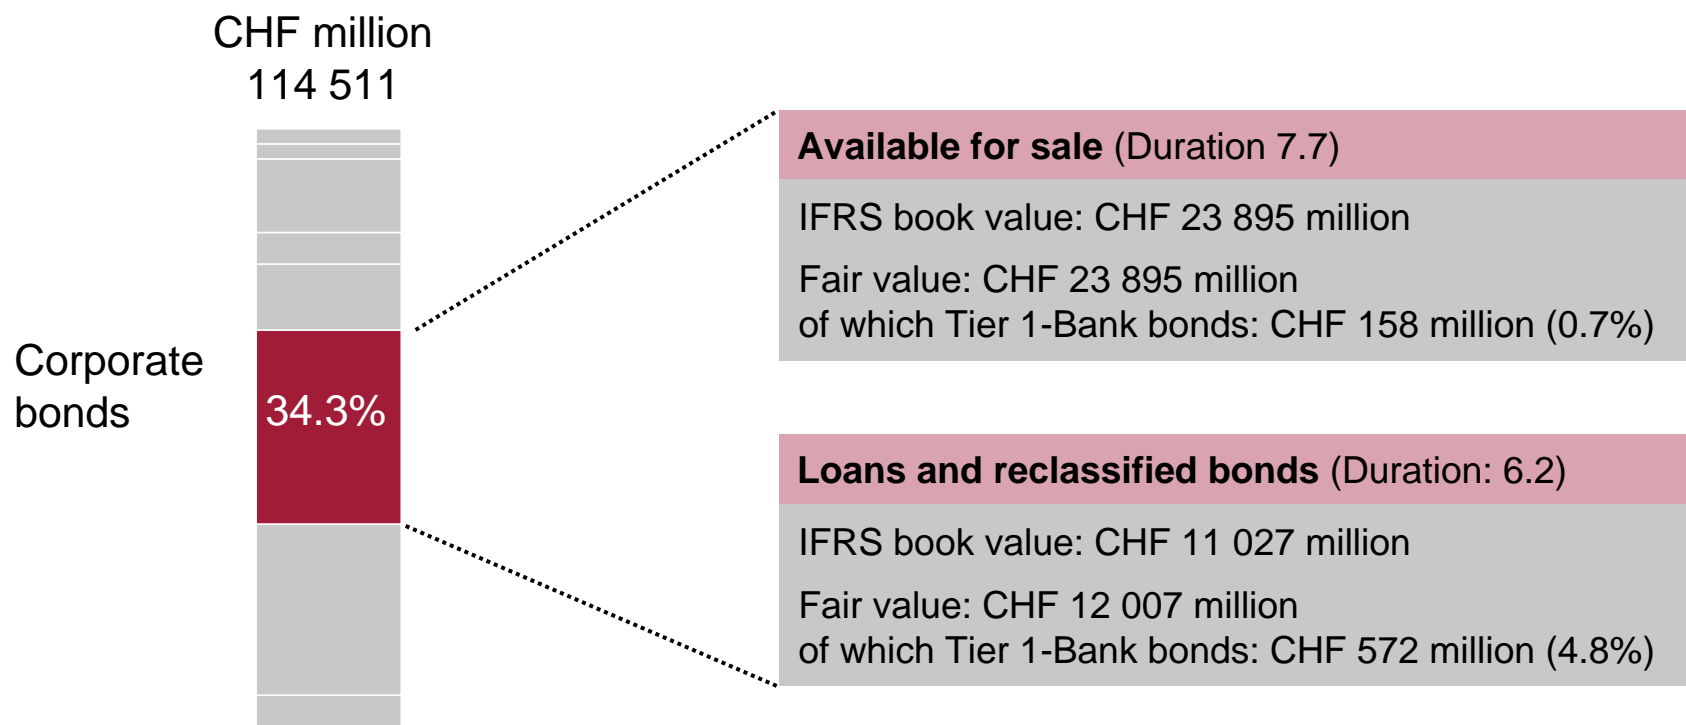 CHF million
114 511
Corporate
bonds
34.3%
Available for sale (Duration 7.7)
IFRS book value: CHF 23 895 million
Fair value: CHF 23 895 million
of which Tier 1-Bank bonds: CHF 158 million (0.7%)
Loans and reclassified bonds (Duration: 6.2)
IFRS book value: CHF 11 027 million
Fair value: CHF 12 007 million
of which Tier 1-Bank bonds: CHF 572 million (4.8%)